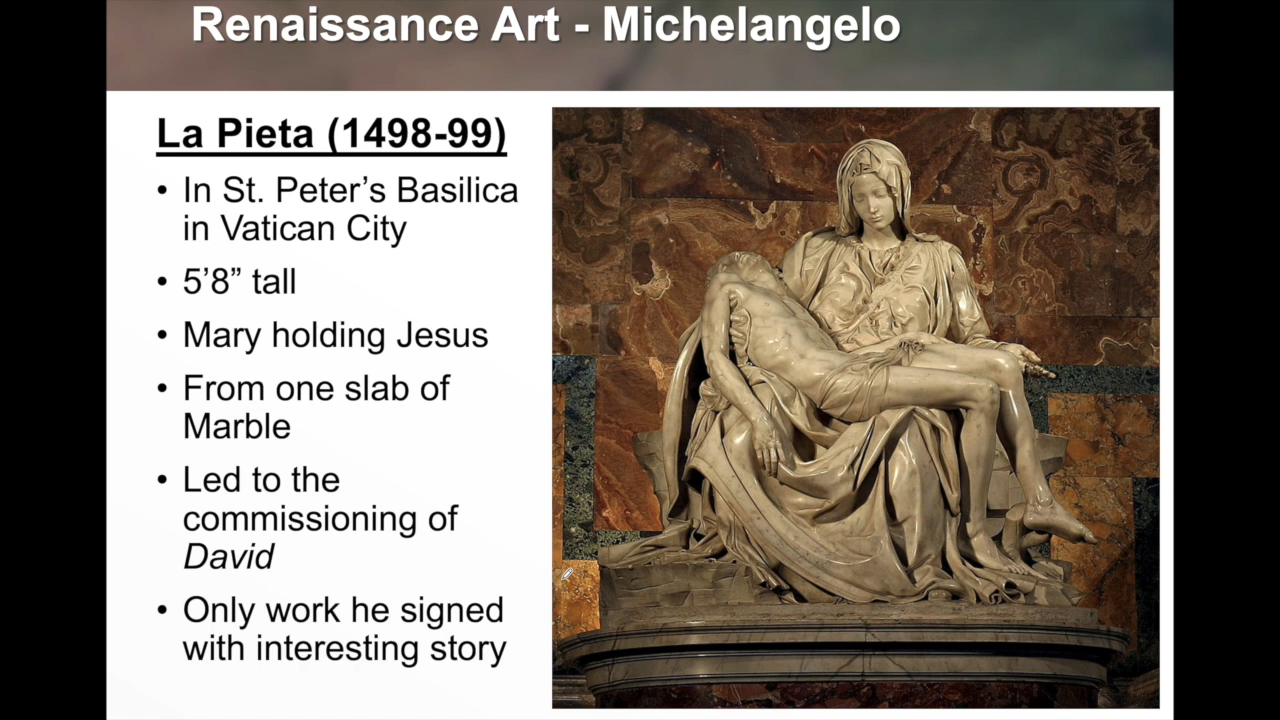 Renaissance Art - Michelangelo
La Pieta (1498-99)
• In St. Peter’s Basilica
in Vatican City
• 5’8” tall
• Mary holding Jesus
• From one slab of
Marble
• Led to the
commissioning of
David
• Only work he signed
with interesting story